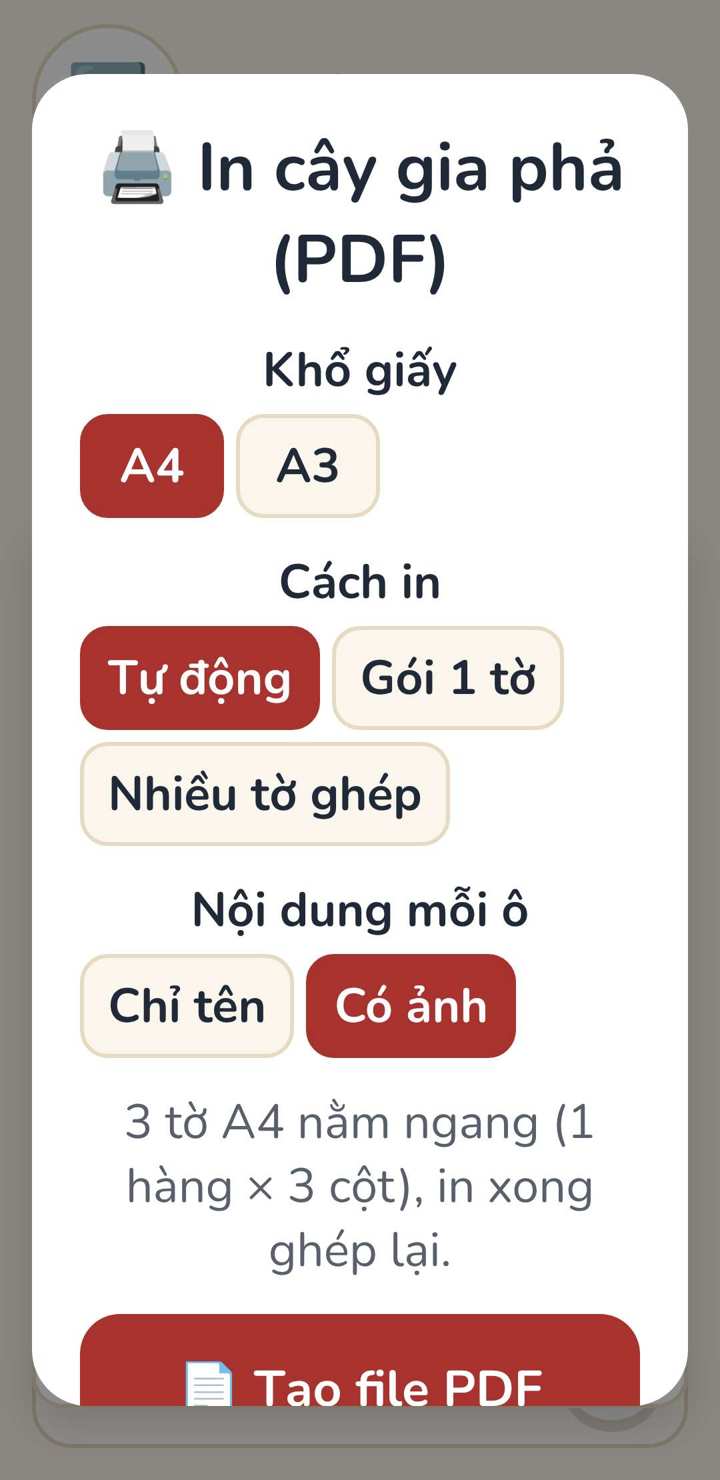 In cây gia phả
(PDF)
Khổ giấy
A4 A3
Cách in
Tự động Gói 1 tờ
Nhiều tờ ghép
Nội dung mỗi ô
Chỉ tên Có ảnh
3 tờ A4 nằm ngang (1
hàng × 3 cột), in xong
ghép lại.
Tạo file PDF